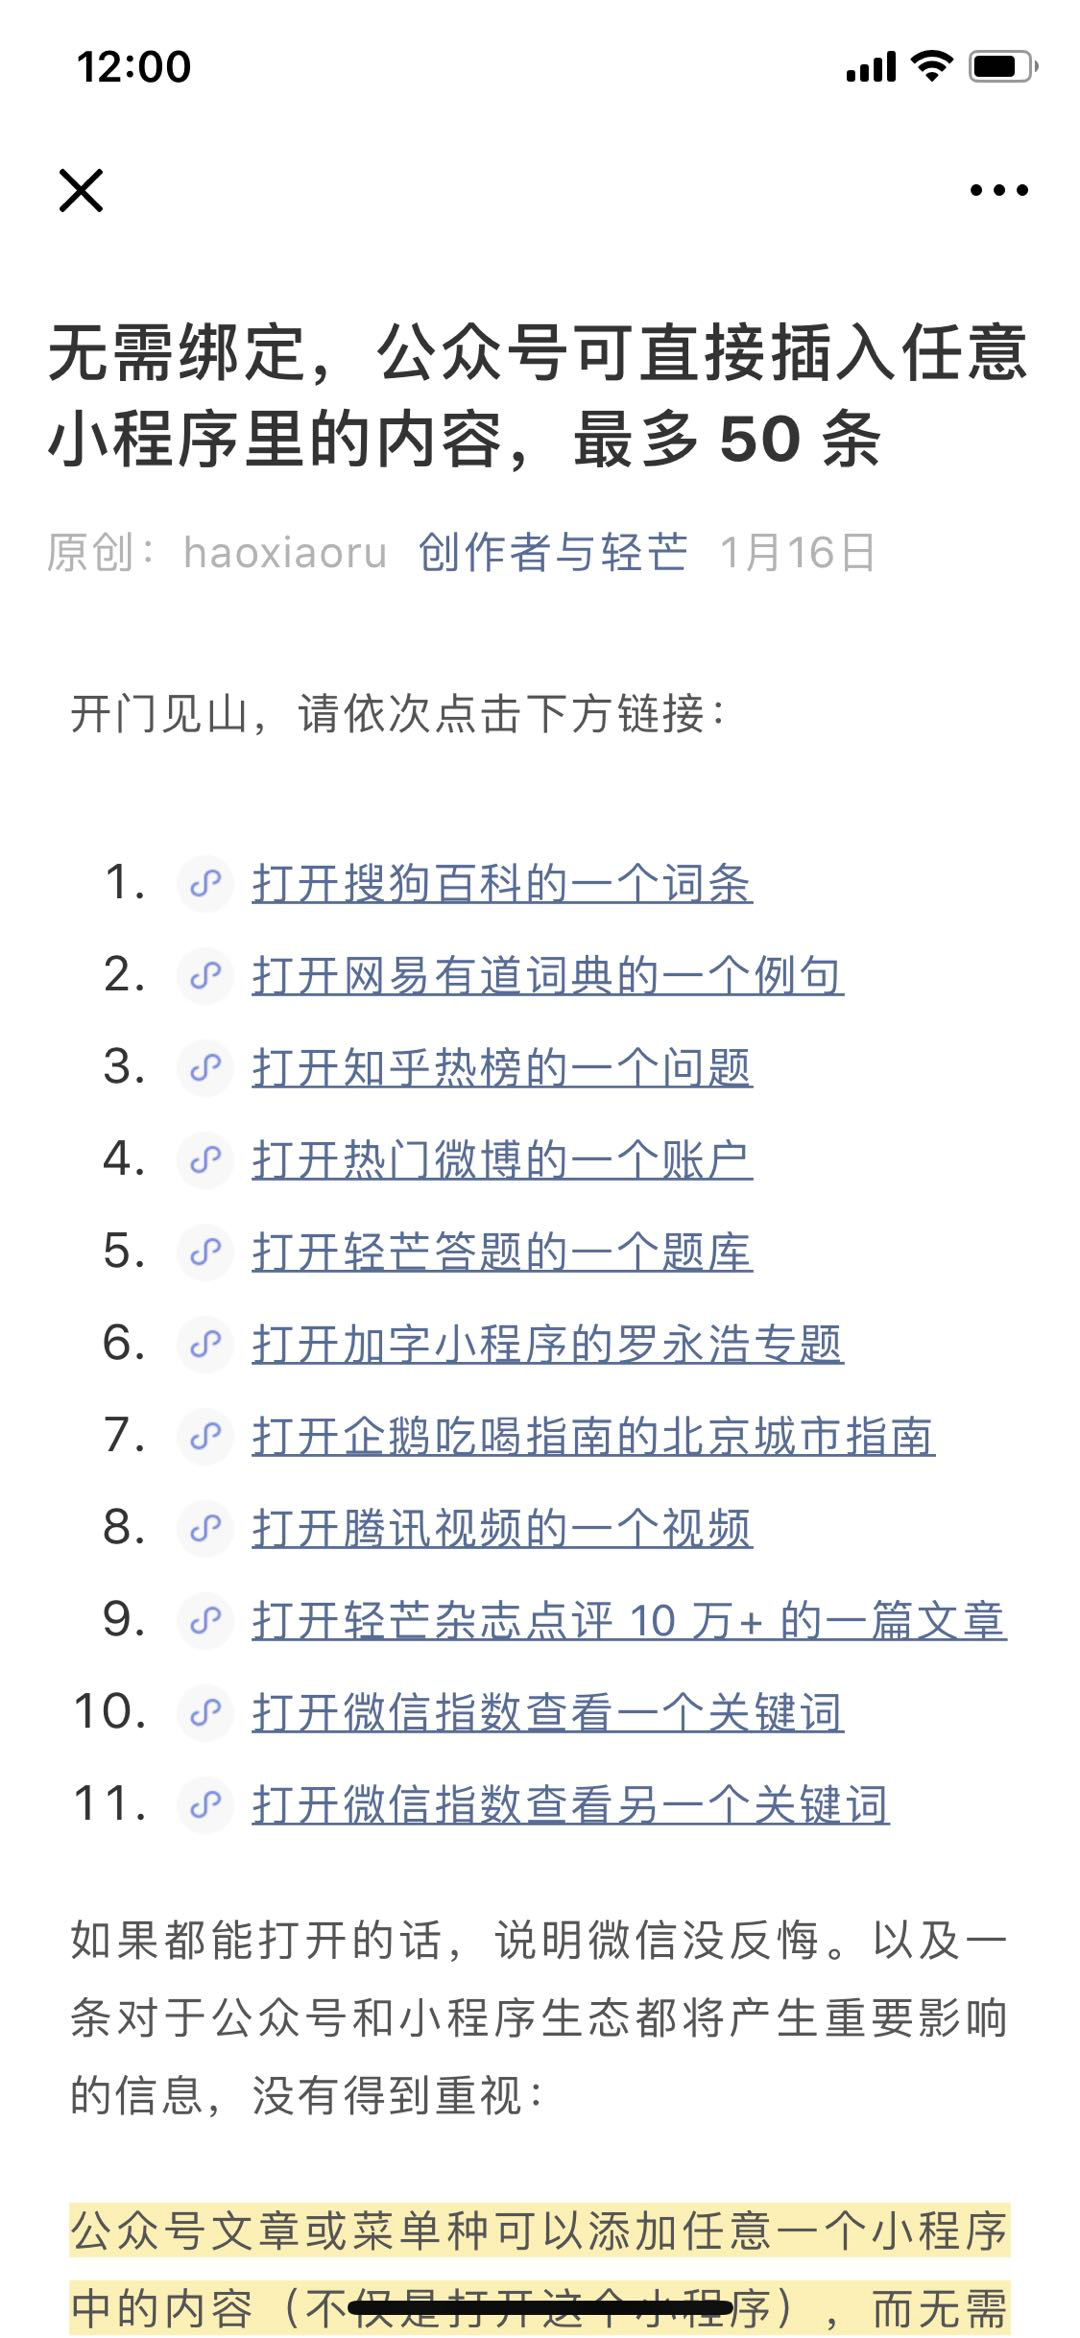 12:00
无需绑定，公众号可直接插入任意
小程序里的内容，最多 50 条
原创： haoxiaoru 创作者与轻芒 1月16日
开门见山，请依次点击下方链接：
1. 打开搜狗百科的一个词条
2. 打开网易有道词典的一个例句
3. 打开知乎热榜的一个问题
4. 打开热门微博的一个账户
5. 打开轻芒答题的一个题库
6. 打开加字小程序的罗永浩专题
7. 打开企鹅吃喝指南的北京城市指南
8. 打开腾讯视频的一个视频
9. 打开轻芒杂志点评 10 万+ 的一篇文章
10. 打开微信指数查看一个关键词
11. 打开微信指数查看另一个关键词
如果都能打开的话，说明微信没反悔。以及一
条对于公众号和小程序生态都将产生重要影响
的信息，没有得到重视：
公众号文章或菜单种可以添加任意一个小程序
中的内容（不仅是打开这个小程序），而无需